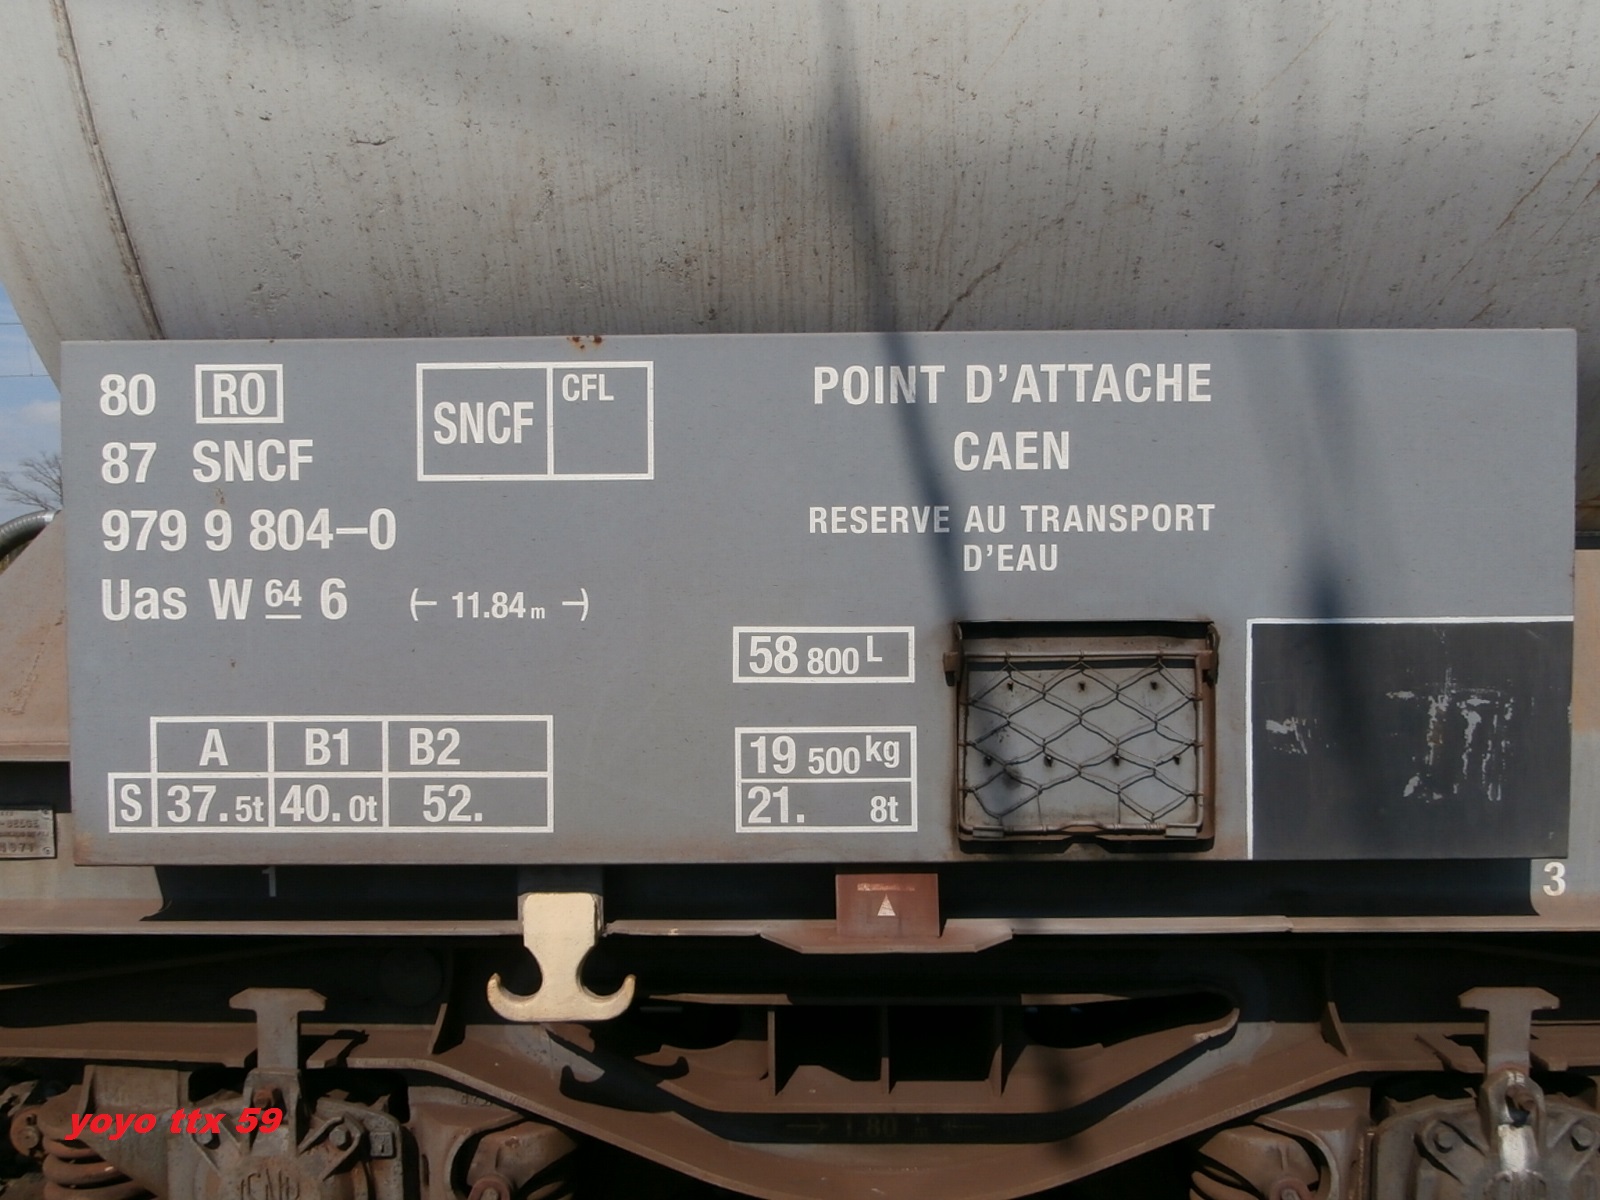 80 RO
87 SNCF
979 9 804-0
Uas W 64 6 11.84 m
SNCF CFL
POINT D'ATTACHE
CAEN
RESERVE AU TRANSPORT
D'EAU
58 800 L
A B1 B2
S 37.5t 40.0t 52.
19 500 kg
21. 8t
3
1.80
yoyo ttx 59